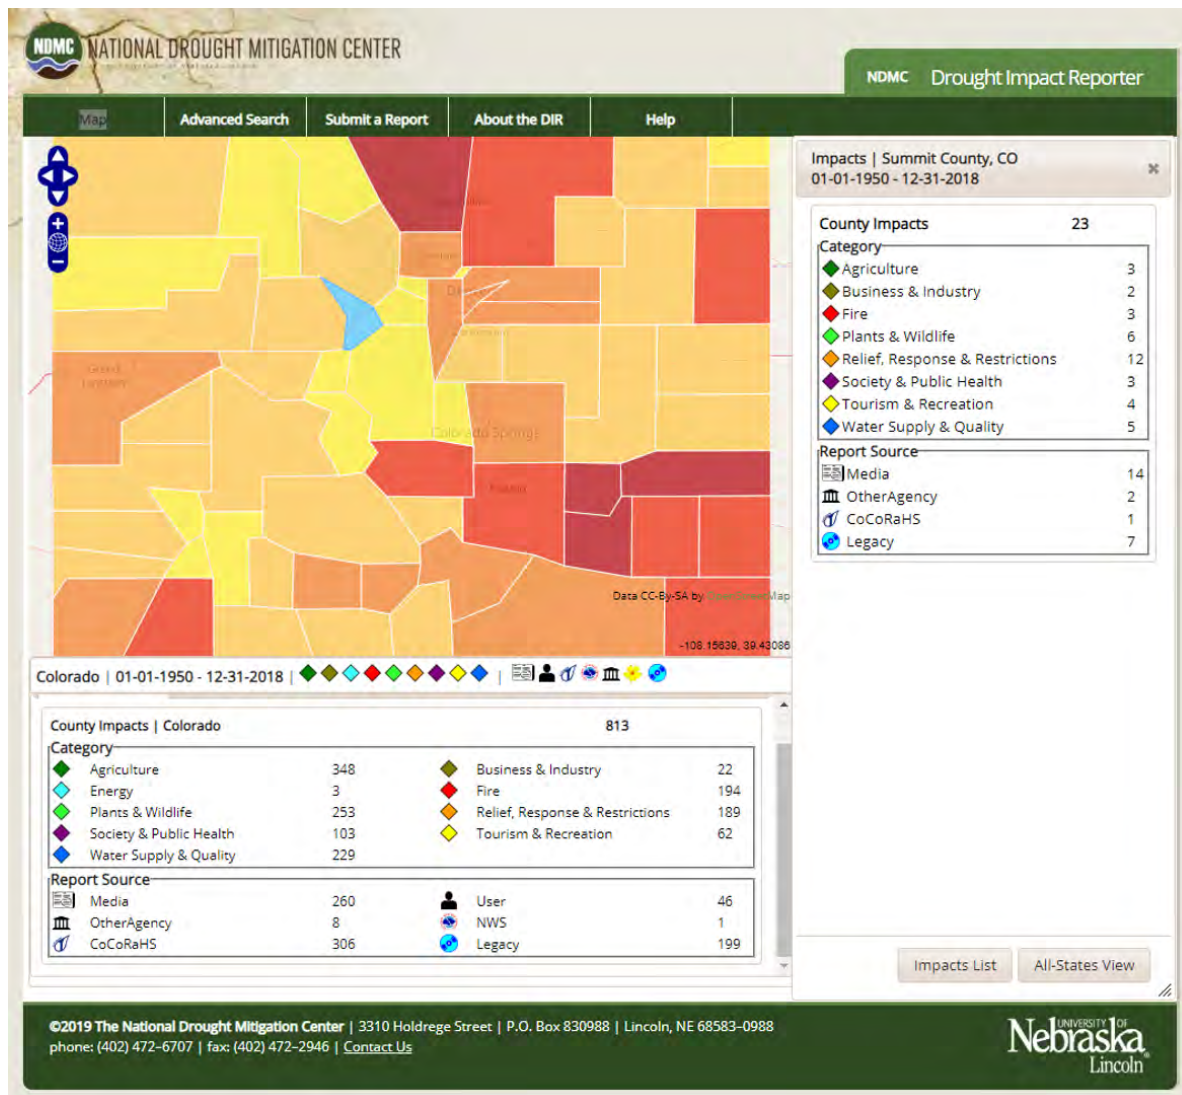 NDMC NATIONAL DROUGHT MITIGATION CENTER
NDMC Drought Impact Reporter
Map Advanced Search Submit a Report About the DIR Help
Impacts | Summit County, CO
01-01-1950 - 12-31-2018
County Impacts 23
Category
Agriculture 3
Business & Industry 2
Fire 3
Plants & Wildlife 6
Relief, Response & Restrictions 12
Society & Public Health 3
Tourism & Recreation 4
Water Supply & Quality 5
Report Source
Media 14
OtherAgency 2
CoCoRaHS 1
Legacy 7
Grand
Colorado Springs
Pueblo
Data CC-By-SA by OpenStreetMap
-108.15639, 39.43086
Colorado | 01-01-1950 - 12-31-2018 | |
County Impacts | Colorado 813
Category
Agriculture 348 Business & Industry 22
Energy 3 Fire 194
Plants & Wildlife 253 Relief, Response & Restrictions 189
Society & Public Health 103 Tourism & Recreation 62
Water Supply & Quality 229
Report Source
Media 260 User 46
OtherAgency 8 NWS 1
CoCoRaHS 306 Legacy 199
Impacts List All-States View
©2019 The National Drought Mitigation Center | 3310 Holdrege Street | P.O. Box 830988 | Lincoln, NE 68583-0988
phone: (402) 472-6707 | fax: (402) 472-2946 | Contact Us
UNIVERSITY OF
Nebraska
Lincoln